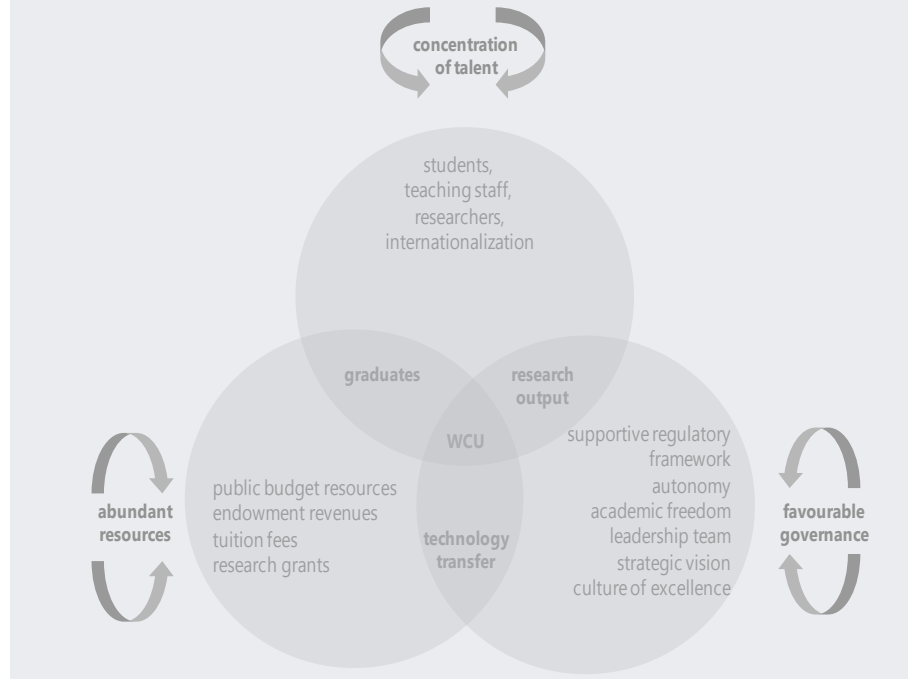 concentration
of talent
students,
teaching staff,
researchers,
internationalization
graduates
research
output
WCU
supportive regulatory
framework
autonomy
academic freedom
leadership team
strategic vision
culture of excellence
public budget resources
endowment revenues
tuition fees
research grants
technology
transfer
abundant
resources
favourable
governance